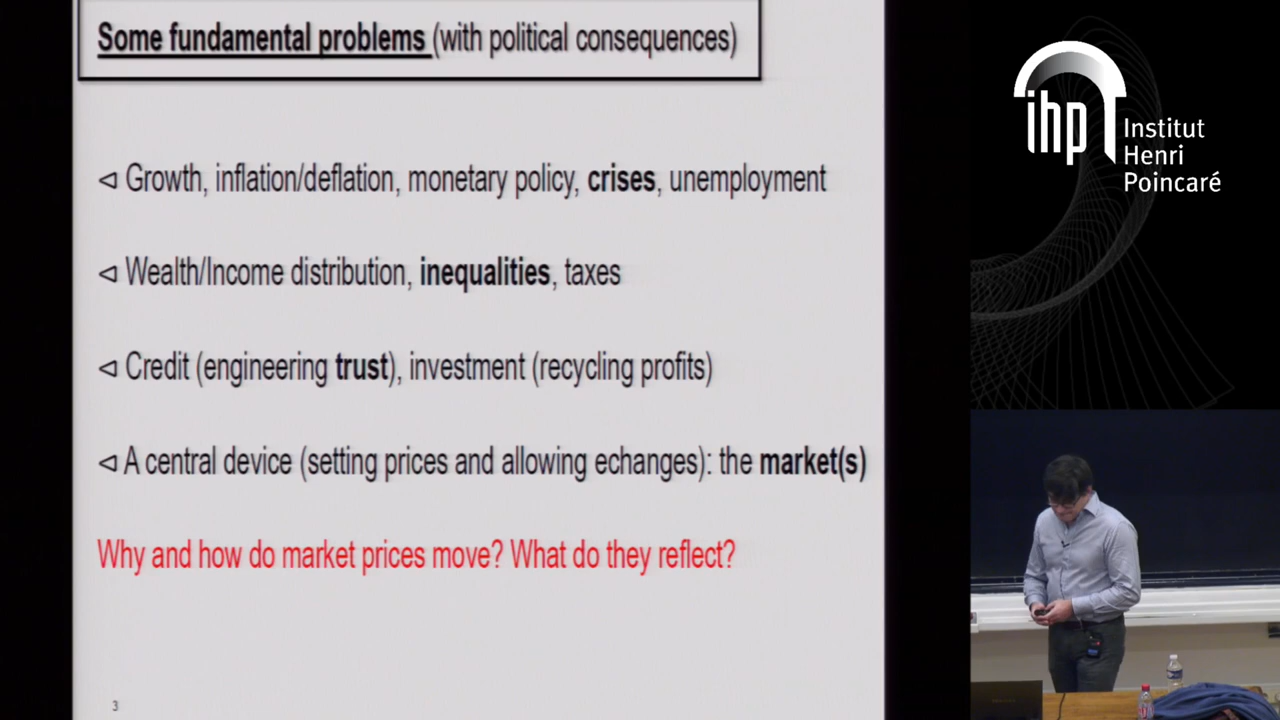 Some fundamental problems (with political consequences)
⊲ Growth, inflation/deflation, monetary policy, crises, unemployment
⊲ Wealth/Income distribution, inequalities, taxes
⊲ Credit (engineering trust), investment (recycling profits)
⊲ A central device (setting prices and allowing echanges): the market(s)
Why and how do market prices move? What do they reflect?
3
ihp
Institut
Henri
Poincaré